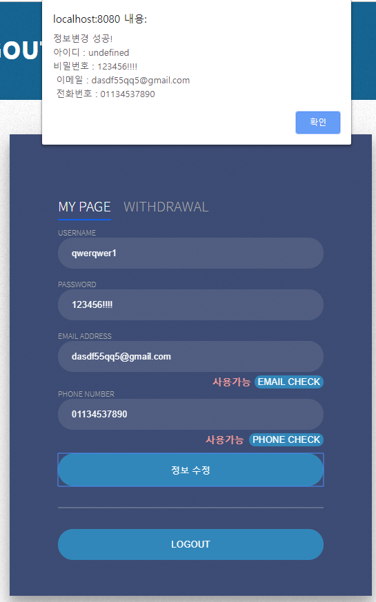 localhost:8080 내용:
정보변경 성공!
아이디 : undefined
비밀번호 : 123456!!!!
이메일 : dasdf55qq5@gmail.com
전화번호 : 01134537890
확인
MY PAGE WITHDRAWAL
USERNAME
qwerqwer1
PASSWORD
123456!!!!
EMAIL ADDRESS
dasdf55qq5@gmail.com
사용가능 EMAIL CHECK
PHONE NUMBER
01134537890
사용가능 PHONE CHECK
정보 수정
LOGOUT